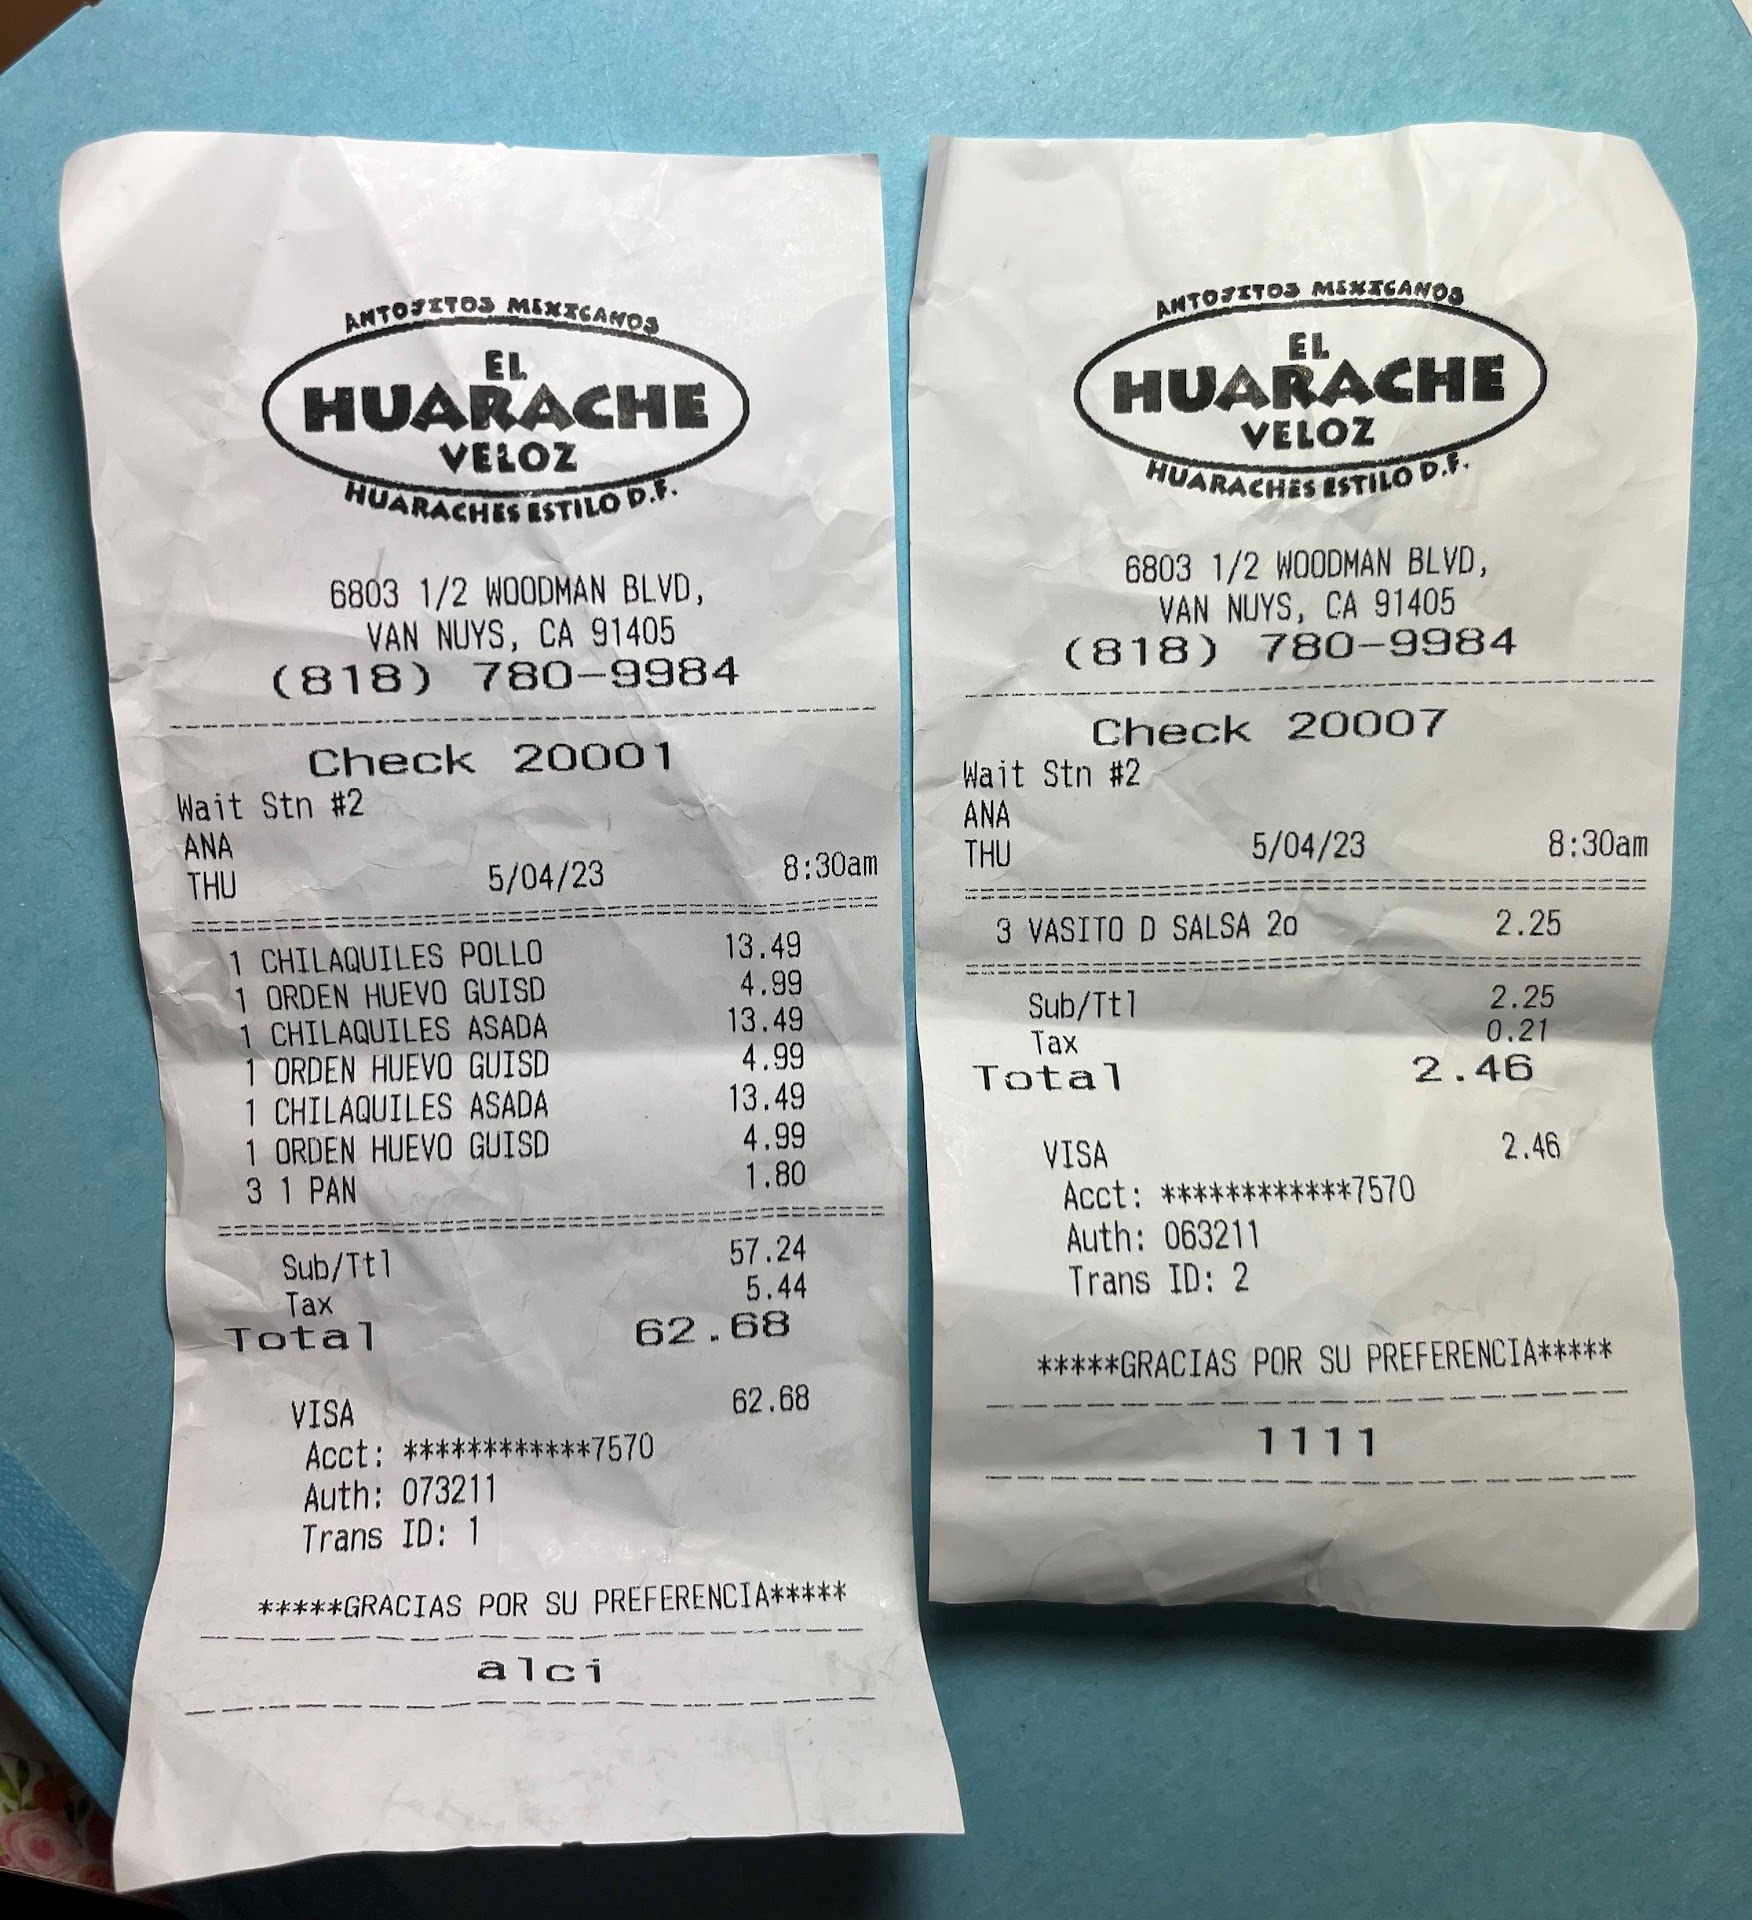 ANTOJITOS MEXICANOS
EL
HUARACHE
VELOZ
HUARACHES ESTILO D.F.
6803 1/2 WOODMAN BLVD,
VAN NUYS, CA 91405
(818) 780-9984
Check 20001
Wait Stn #2
ANA
THU 5/04/23 8:30am
1 CHILAQUILES POLLO 13.49
1 ORDEN HUEVO GUISD 4.99
1 CHILAQUILES ASADA 13.49
1 ORDEN HUEVO GUISD 4.99
1 CHILAQUILES ASADA 13.49
1 ORDEN HUEVO GUISD 4.99
3 1 PAN 1.80
Sub/Ttl 57.24
Tax 5.44
Total 62.68
VISA 62.68
Acct: ************7570
Auth: 073211
Trans ID: 1
*****GRACIAS POR SU PREFERENCIA*****
alci
ANTOJITOS MEXICANOS
EL
HUARACHE
VELOZ
HUARACHES ESTILO D.F.
6803 1/2 WOODMAN BLVD,
VAN NUYS, CA 91405
(818) 780-9984
Check 20007
Wait Stn #2
ANA
THU 5/04/23 8:30am
3 VASITO D SALSA 2o 2.25
Sub/Ttl 2.25
Tax 0.21
Total 2.46
VISA 2.46
Acct: ************7570
Auth: 063211
Trans ID: 2
*****GRACIAS POR SU PREFERENCIA*****
1111